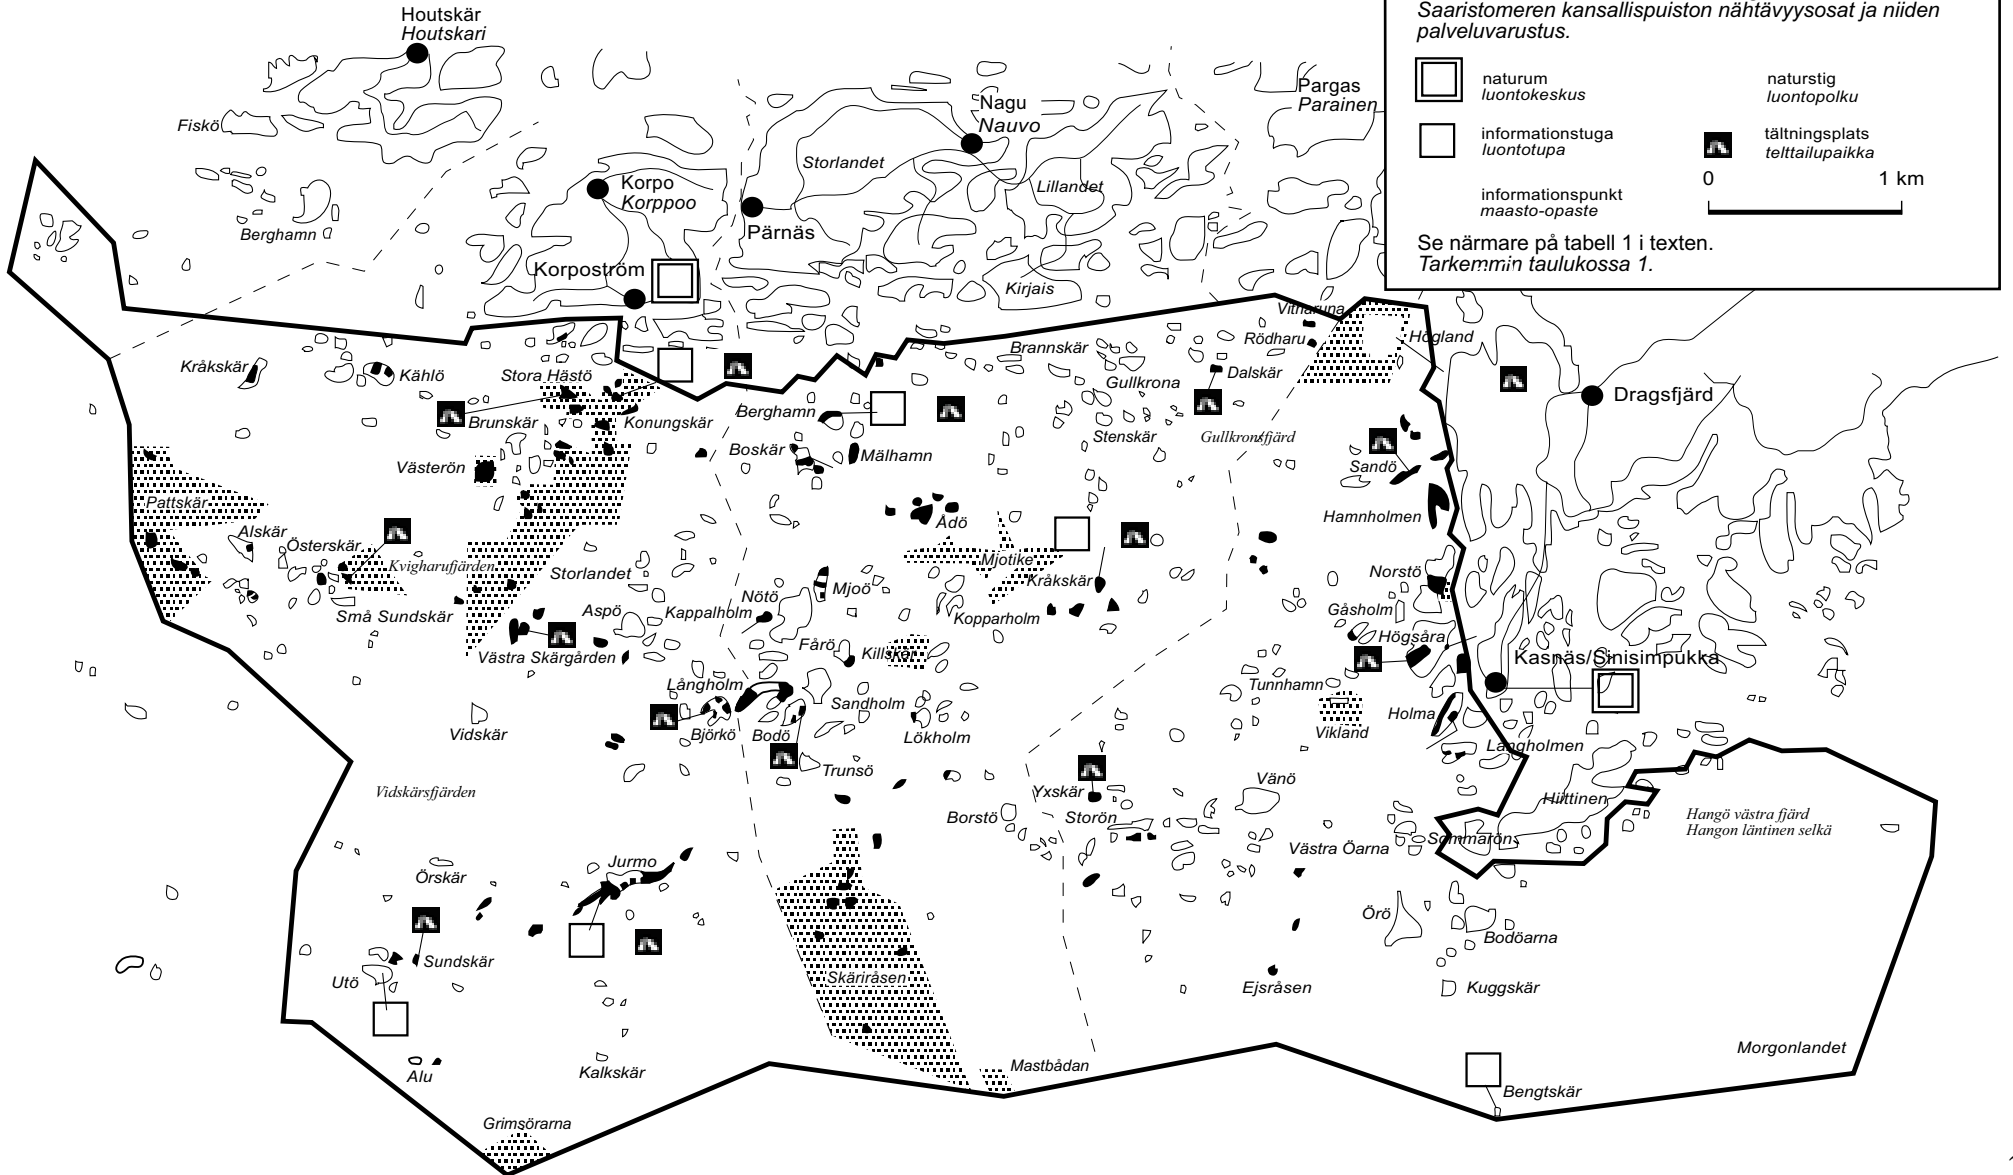 Houtskär
Houtskari
Saaristomeren kansallispuiston nähtävyysosat ja niiden
palveluvarustus.
naturum
luontokeskus
naturstig
luontopolku
informationstuga
luontotupa
tältningsplats
telttailupaikka
informationspunkt
maasto-opaste
0 1 km
Se närmare på tabell 1 i texten.
Tarkemmin taulukossa 1.
Pargas
Parainen
Nagu
Nauvo
Fiskö
Storlandet
Lillandet
Korpo
Korppoo
Berghamn
Pärnäs
Korpoström
Kirjais
Vitharuna
Rödharu
Högland
Brannskär
Kråkskär
Kählö
Stora Hästö
Gullkrona
Dalskär
Dragsfjärd
Brunskär
Konungskär
Berghamn
Stenskär
Gullkronafjärd
Boskär
Mälhamn
Västerön
Sandö
Pattskär
Hamnholmen
Ådö
Alskär
Österskär
Kvigharufjärden
Storlandet
Mjotike
Kråkskär
Norstö
Mjoö
Nötö
Små Sundskär
Aspö
Kappalholm
Kopparholm
Gåsholm
Högsåra
Fårö
Killskär
Västra Skärgården
Kasnäs/Sinisimpukka
Långholm
Tunnhamn
Sandholm
Holma
Vidskär
Björkö
Bodö
Lökholm
Vikland
Långholmen
Trunsö
Vänö
Vidskärsfjärden
Yxskär
Hiittinen
Borstö
Storön
Hangö västra fjärd
Hangon läntinen selkä
Sommarön
Västra Öarna
Jurmo
Örskär
Örö
Bodöarna
Sundskär
Utö
Skäriråsen
Ejsråsen
Kuggskär
Morgonlandet
Mastbådan
Alu
Kalkskär
Bengtskär
Grimsörarna